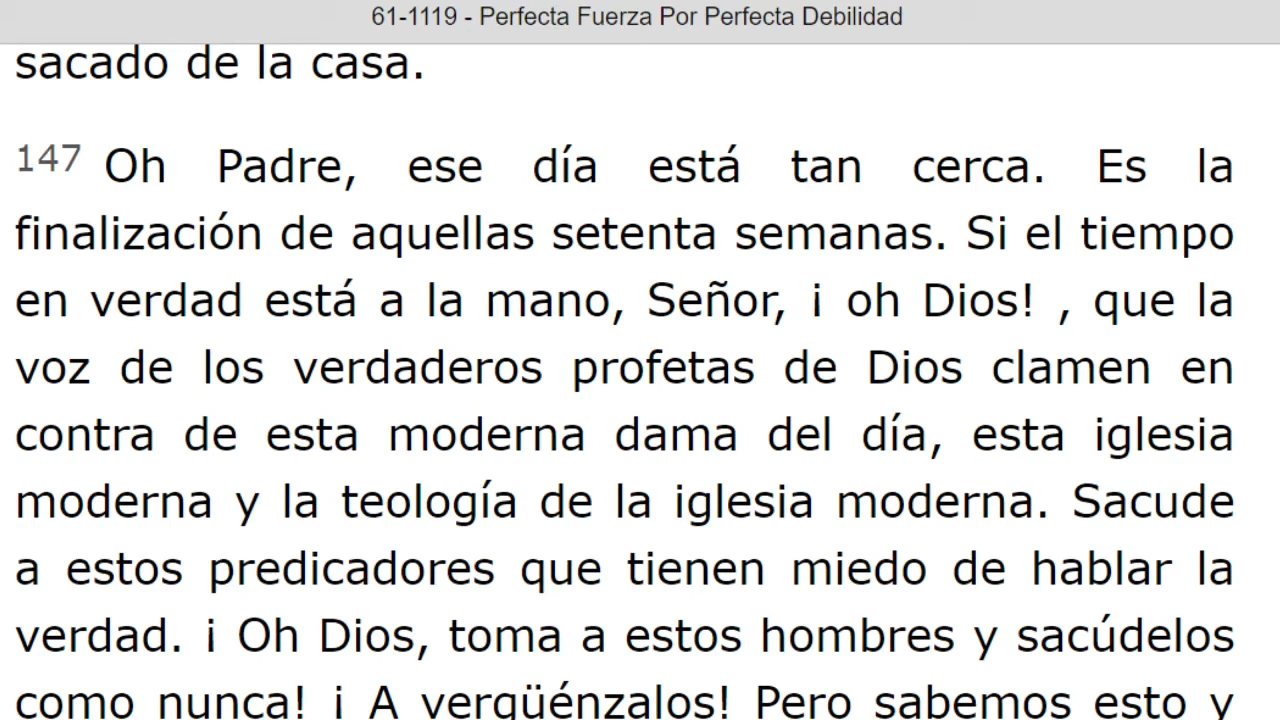 61-1119 - Perfecta Fuerza Por Perfecta Debilidad
sacado de la casa.
147 Oh Padre, ese día está tan cerca. Es la
finalización de aquellas setenta semanas. Si el tiempo
en verdad está a la mano, Señor, ¡ oh Dios! , que la
voz de los verdaderos profetas de Dios clamen en
contra de esta moderna dama del día, esta iglesia
moderna y la teología de la iglesia moderna. Sacude
a estos predicadores que tienen miedo de hablar la
verdad. ¡ Oh Dios, toma a estos hombres y sacúdelos
como nunca! ¡ A vergüénzalos! Pero sabemos esto y